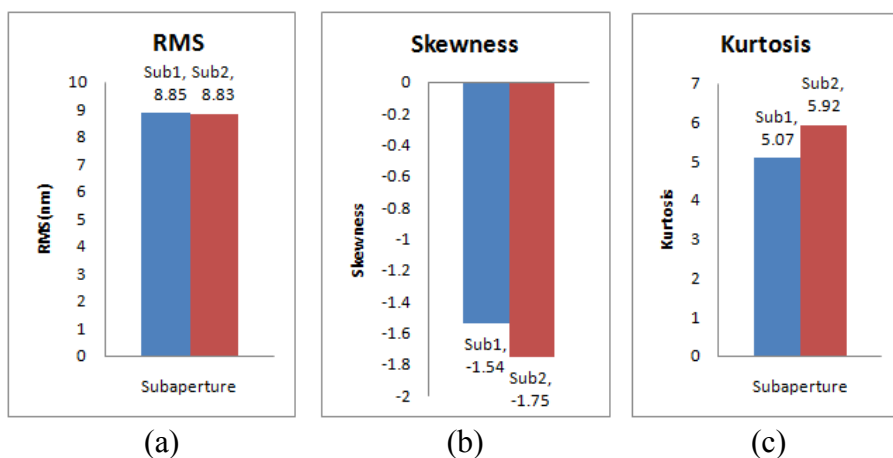 RMS
Sub1, Sub2,
8.85 8.83
10
9
8
7
6
5
4
3
2
1
0
RMS(nm)
Subaperture
(a)
Skewness
0
-0.2
-0.4
-0.6
-0.8
-1
-1.2
-1.4
-1.6
-1.8
-2
Skewness
Sub1,
-1.54
Sub2,
-1.75
(b)
Kurtosis
7
6
5
4
3
2
1
0
Kurtosis
Sub1,
5.07
Sub2,
5.92
Subaperture
(c)